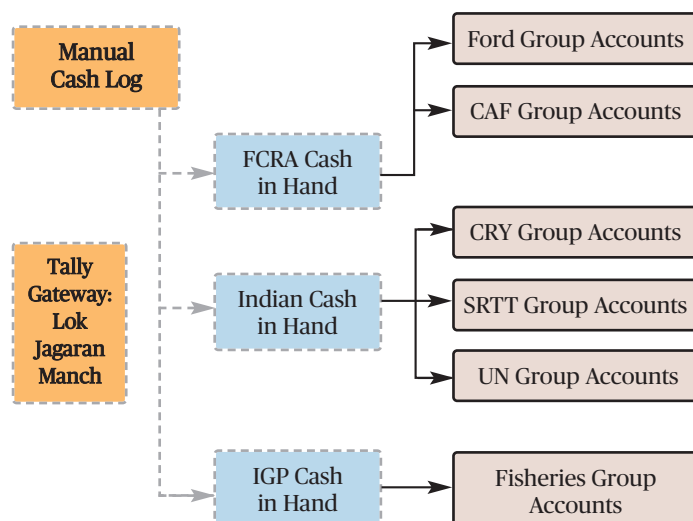 Manual
Cash Log
Ford Group Accounts
CAF Group Accounts
FCRA Cash
in Hand
Tally
Gateway:
Lok
Jagaran
Manch
CRY Group Accounts
Indian Cash
in Hand
SRTT Group Accounts
UN Group Accounts
IGP Cash
in Hand
Fisheries Group
Accounts